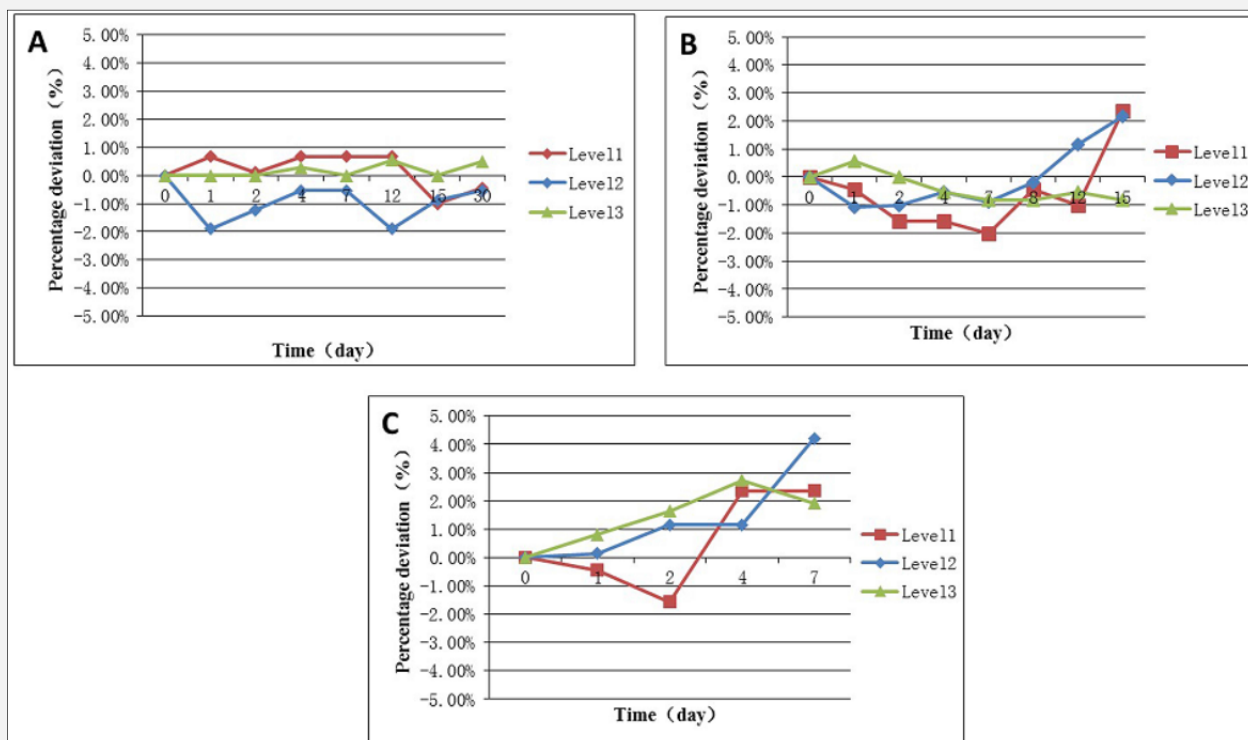 A
Percentage deviation（%）
5.00%
4.00%
3.00%
2.00%
1.00%
0.00%
-1.00%
-2.00%
-3.00%
-4.00%
-5.00%
0 1 2 4 7 12 15 30
Time（day）
Level1
Level2
Level3
B
Percentage deviation（%）
5.00%
4.00%
3.00%
2.00%
1.00%
0.00%
-1.00%
-2.00%
-3.00%
-4.00%
-5.00%
0 1 2 4 7 8 12 15
Time（day）
Level1
Level2
Level3
C
Percentage deviation（%）
5.00%
4.00%
3.00%
2.00%
1.00%
0.00%
-1.00%
-2.00%
-3.00%
-4.00%
-5.00%
0 1 2 4 7
Time（day）
Level1
Level2
Level3